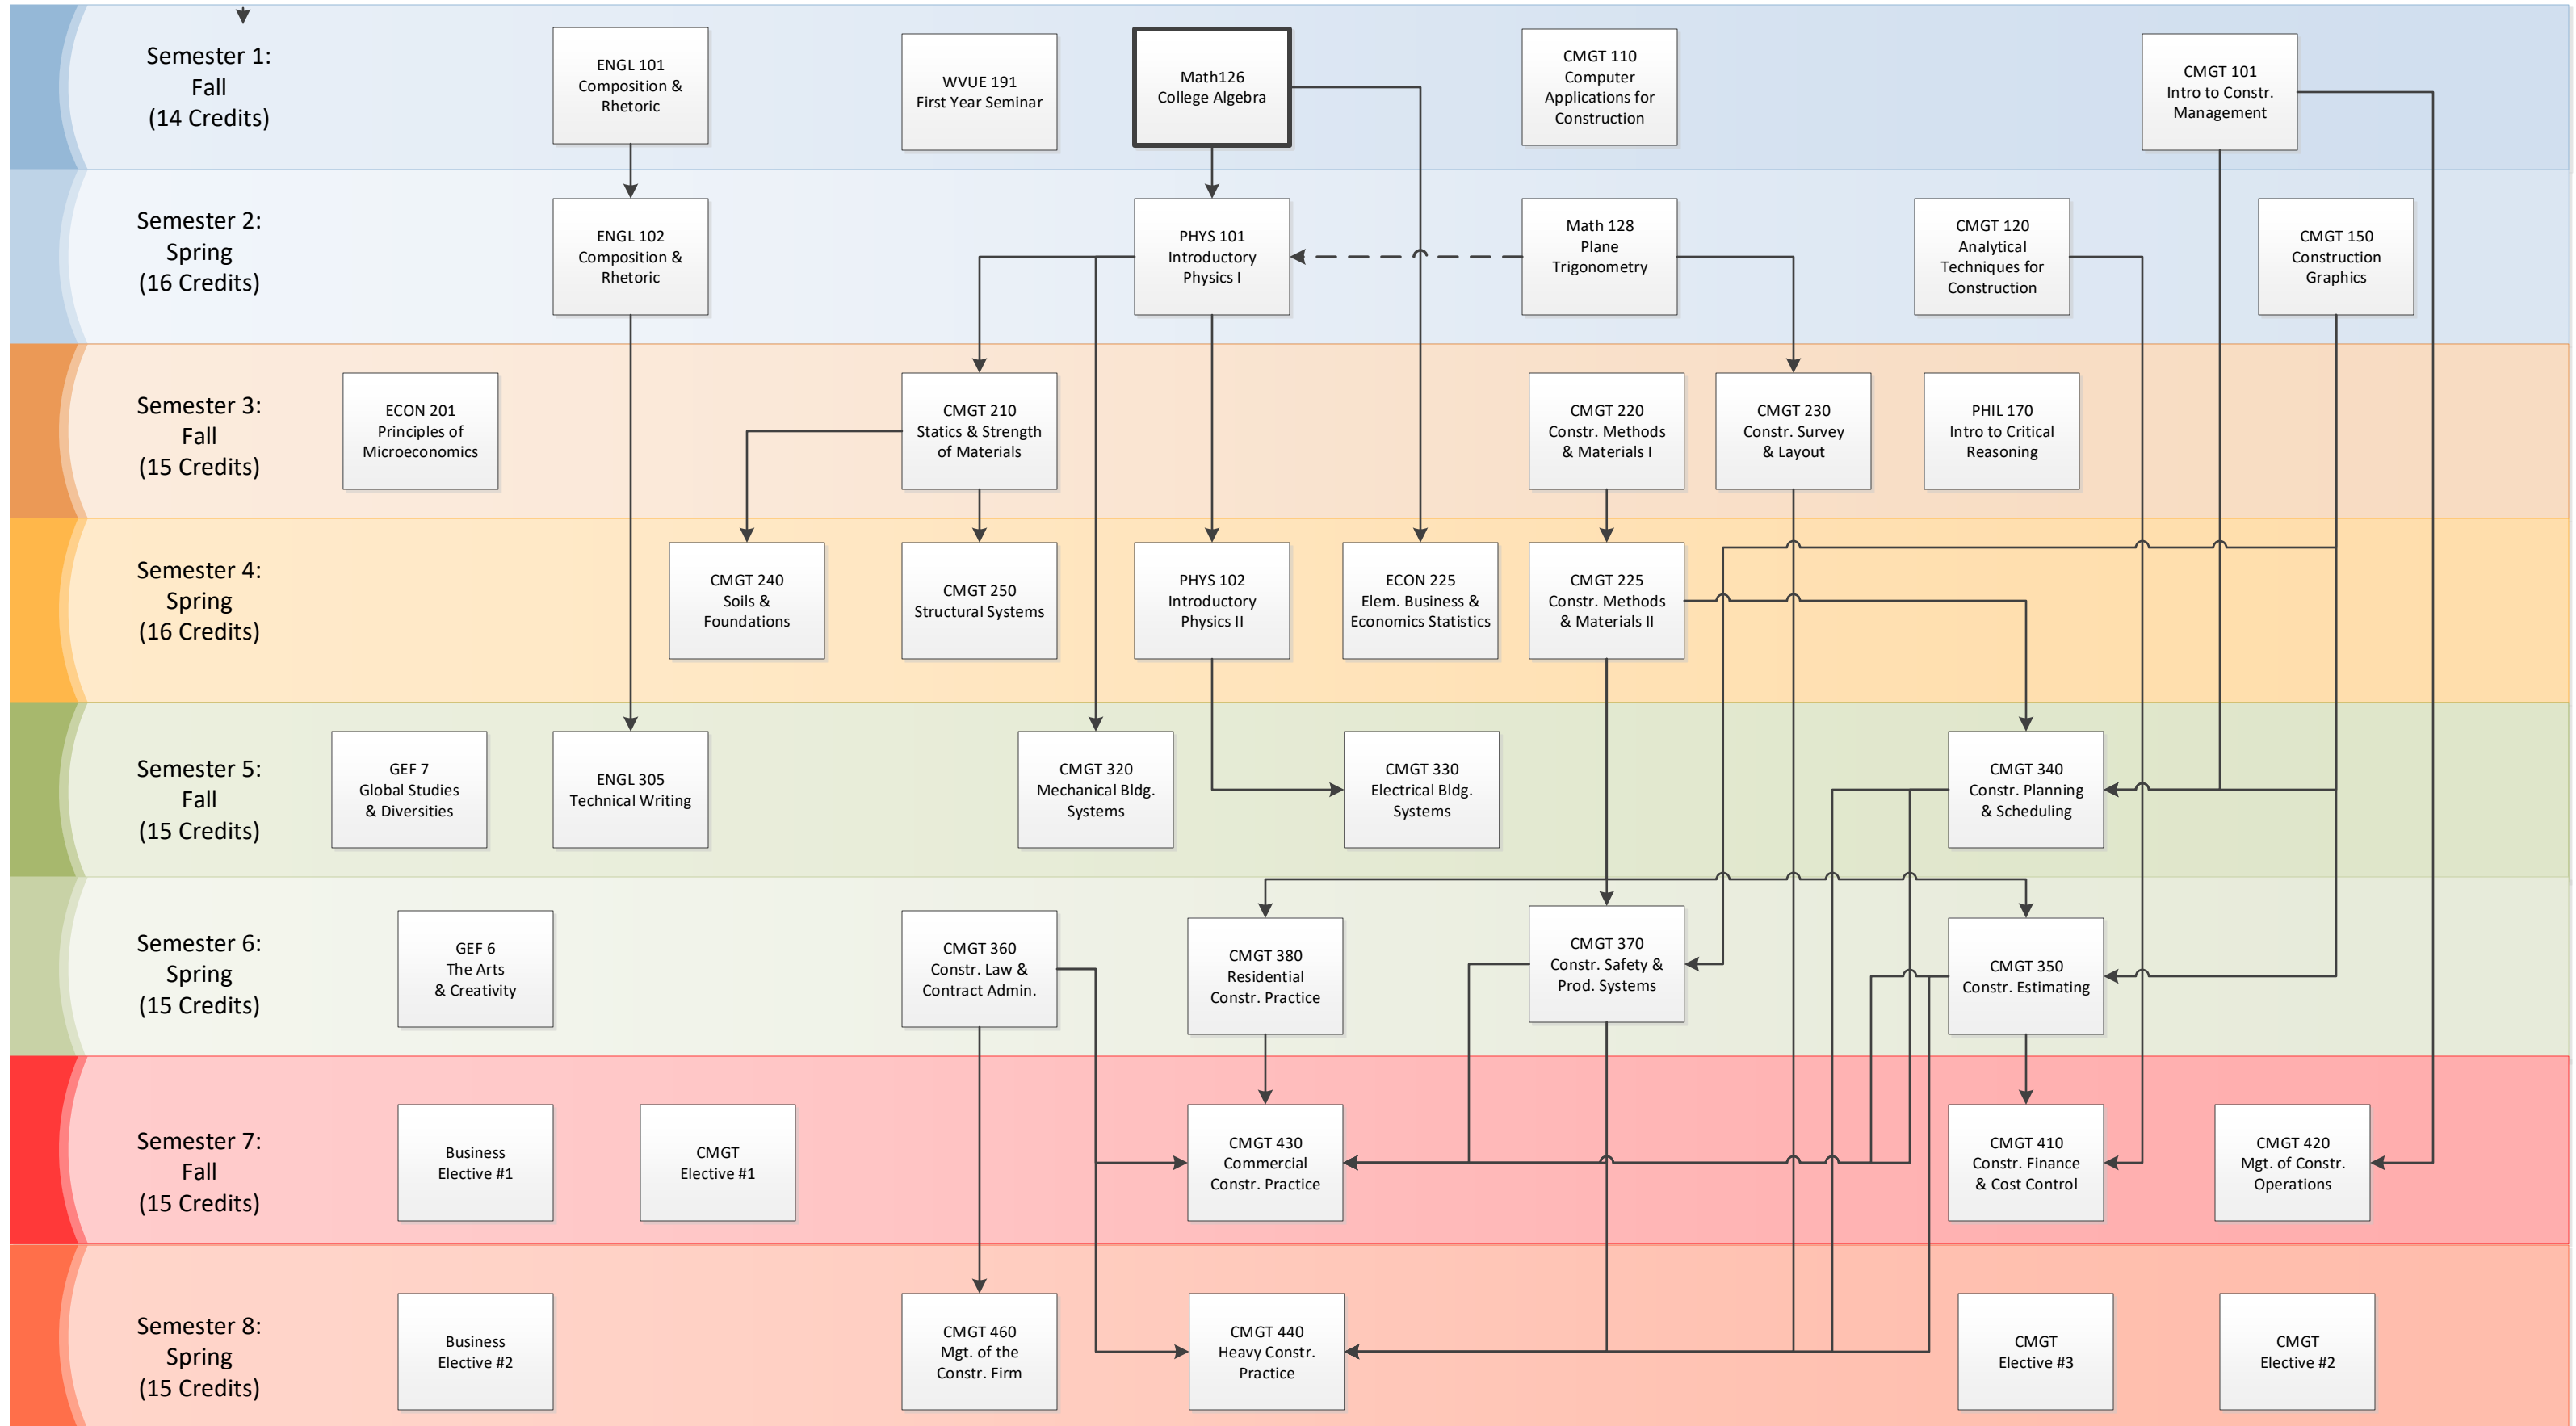 Semester 1:
Fall
(14 Credits)
ENGL 101
Composition &
Rhetoric
WVUE 191
First Year Seminar
Math126
College Algebra
CMGT 110
Computer
Applications for
Construction
CMGT 101
Intro to Constr.
Management
Semester 2:
Spring
(16 Credits)
ENGL 102
Composition &
Rhetoric
PHYS 101
Introductory
Physics I
Math 128
Plane
Trigonometry
CMGT 120
Analytical
Techniques for
Construction
CMGT 150
Construction
Graphics
Semester 3:
Fall
(15 Credits)
ECON 201
Principles of
Microeconomics
CMGT 210
Statics & Strength
of Materials
CMGT 220
Constr. Methods
& Materials I
CMGT 230
Constr. Survey
& Layout
PHIL 170
Intro to Critical
Reasoning
Semester 4:
Spring
(16 Credits)
CMGT 240
Soils &
Foundations
CMGT 250
Structural Systems
PHYS 102
Introductory
Physics II
ECON 225
Elem. Business &
Economics Statistics
CMGT 225
Constr. Methods
& Materials II
Semester 5:
Fall
(15 Credits)
GEF 7
Global Studies
& Diversities
ENGL 305
Technical Writing
CMGT 320
Mechanical Bldg.
Systems
CMGT 330
Electrical Bldg.
Systems
CMGT 340
Constr. Planning
& Scheduling
Semester 6:
Spring
(15 Credits)
GEF 6
The Arts
& Creativity
CMGT 360
Constr. Law &
Contract Admin.
CMGT 380
Residential
Constr. Practice
CMGT 370
Constr. Safety &
Prod. Systems
CMGT 350
Constr. Estimating
Semester 7:
Fall
(15 Credits)
Business
Elective #1
CMGT
Elective #1
CMGT 430
Commercial
Constr. Practice
CMGT 410
Constr. Finance
& Cost Control
CMGT 420
Mgt. of Constr.
Operations
Semester 8:
Spring
(15 Credits)
Business
Elective #2
CMGT 460
Mgt. of the
Constr. Firm
CMGT 440
Heavy Constr.
Practice
CMGT
Elective #3
CMGT
Elective #2